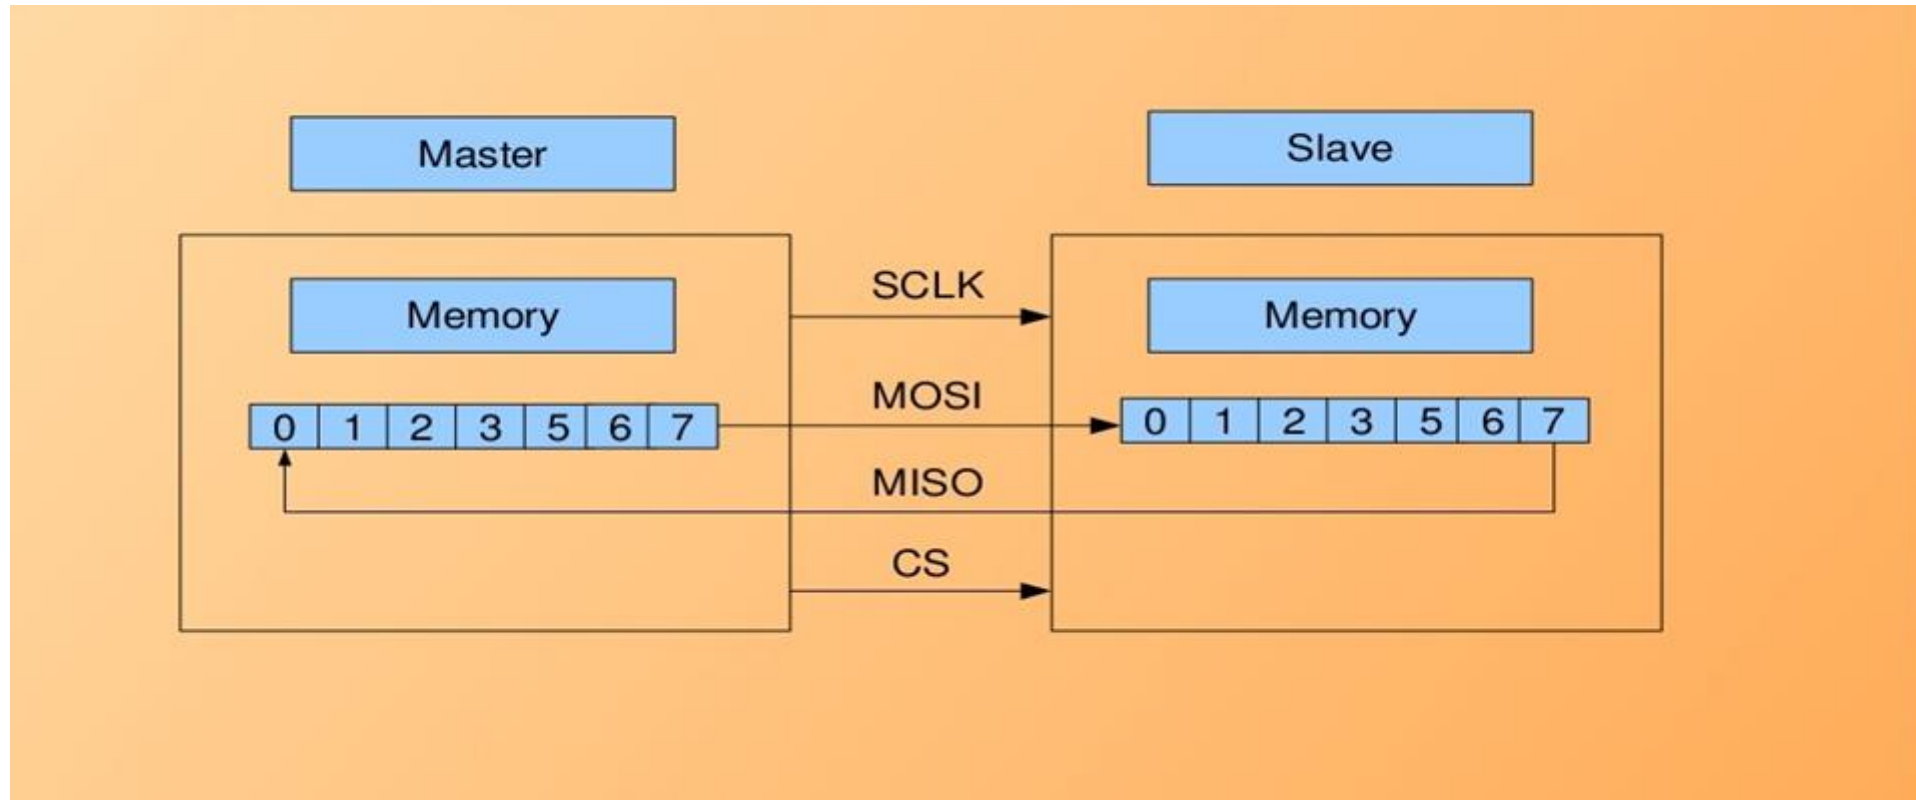 Master
Slave
SCLK
Memory
Memory
MOSI
0 1 2 3 5 6 7
0 1 2 3 5 6 7
MISO
CS